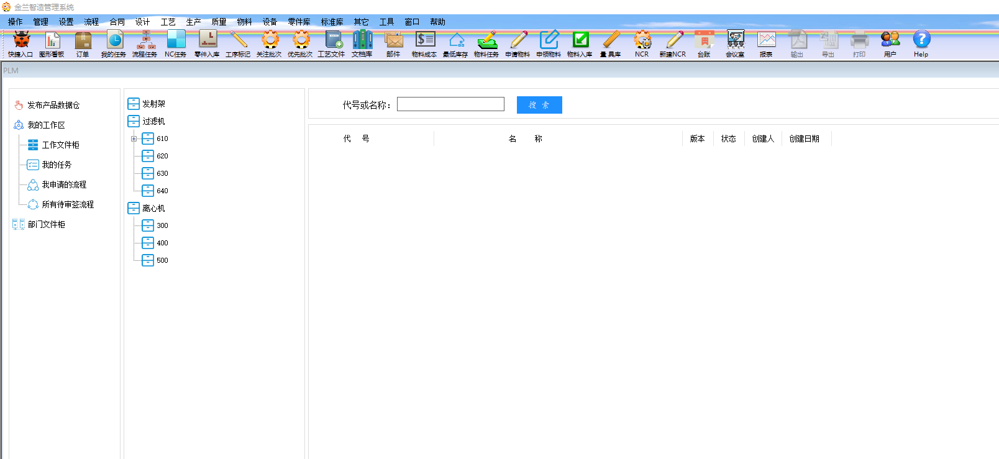 金兰智造管理系统
操作 管理 设置 流程 合同 设计 工艺 生产 质量 物料 设备 零件库 标准库 其它 工具 窗口 帮助
快捷入口 图形看板 订单 我的任务 流程任务 NC任务 零件入库 工序标记 关注批次 优先批次 工艺文件 文档库 邮件 物料成本 最低库存 物料任务 申请物料 申领物料 物料入库 量具库 NCR 新建NCR 台账 会议室 报表 输出 导出 打印 用户 Help
PLM
发布产品数据仓
我的工作区
工作文件柜
我的任务
我申请的流程
所有待审签流程
部门文件柜
发射架
过滤机
610
620
630
640
离心机
300
400
500
代号或名称： 搜 索
代 号 名 称 版本 状态 创建人 创建日期